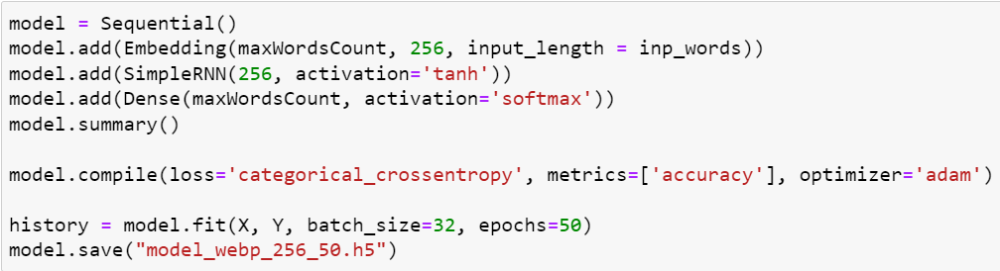 model = Sequential()
model.add(Embedding(maxWordsCount, 256, input_length = inp_words))
model.add(SimpleRNN(256, activation='tanh'))
model.add(Dense(maxWordsCount, activation='softmax'))
model.summary()

model.compile(loss='categorical_crossentropy', metrics=['accuracy'], optimizer='adam')

history = model.fit(X, Y, batch_size=32, epochs=50)
model.save("model_webp_256_50.h5")